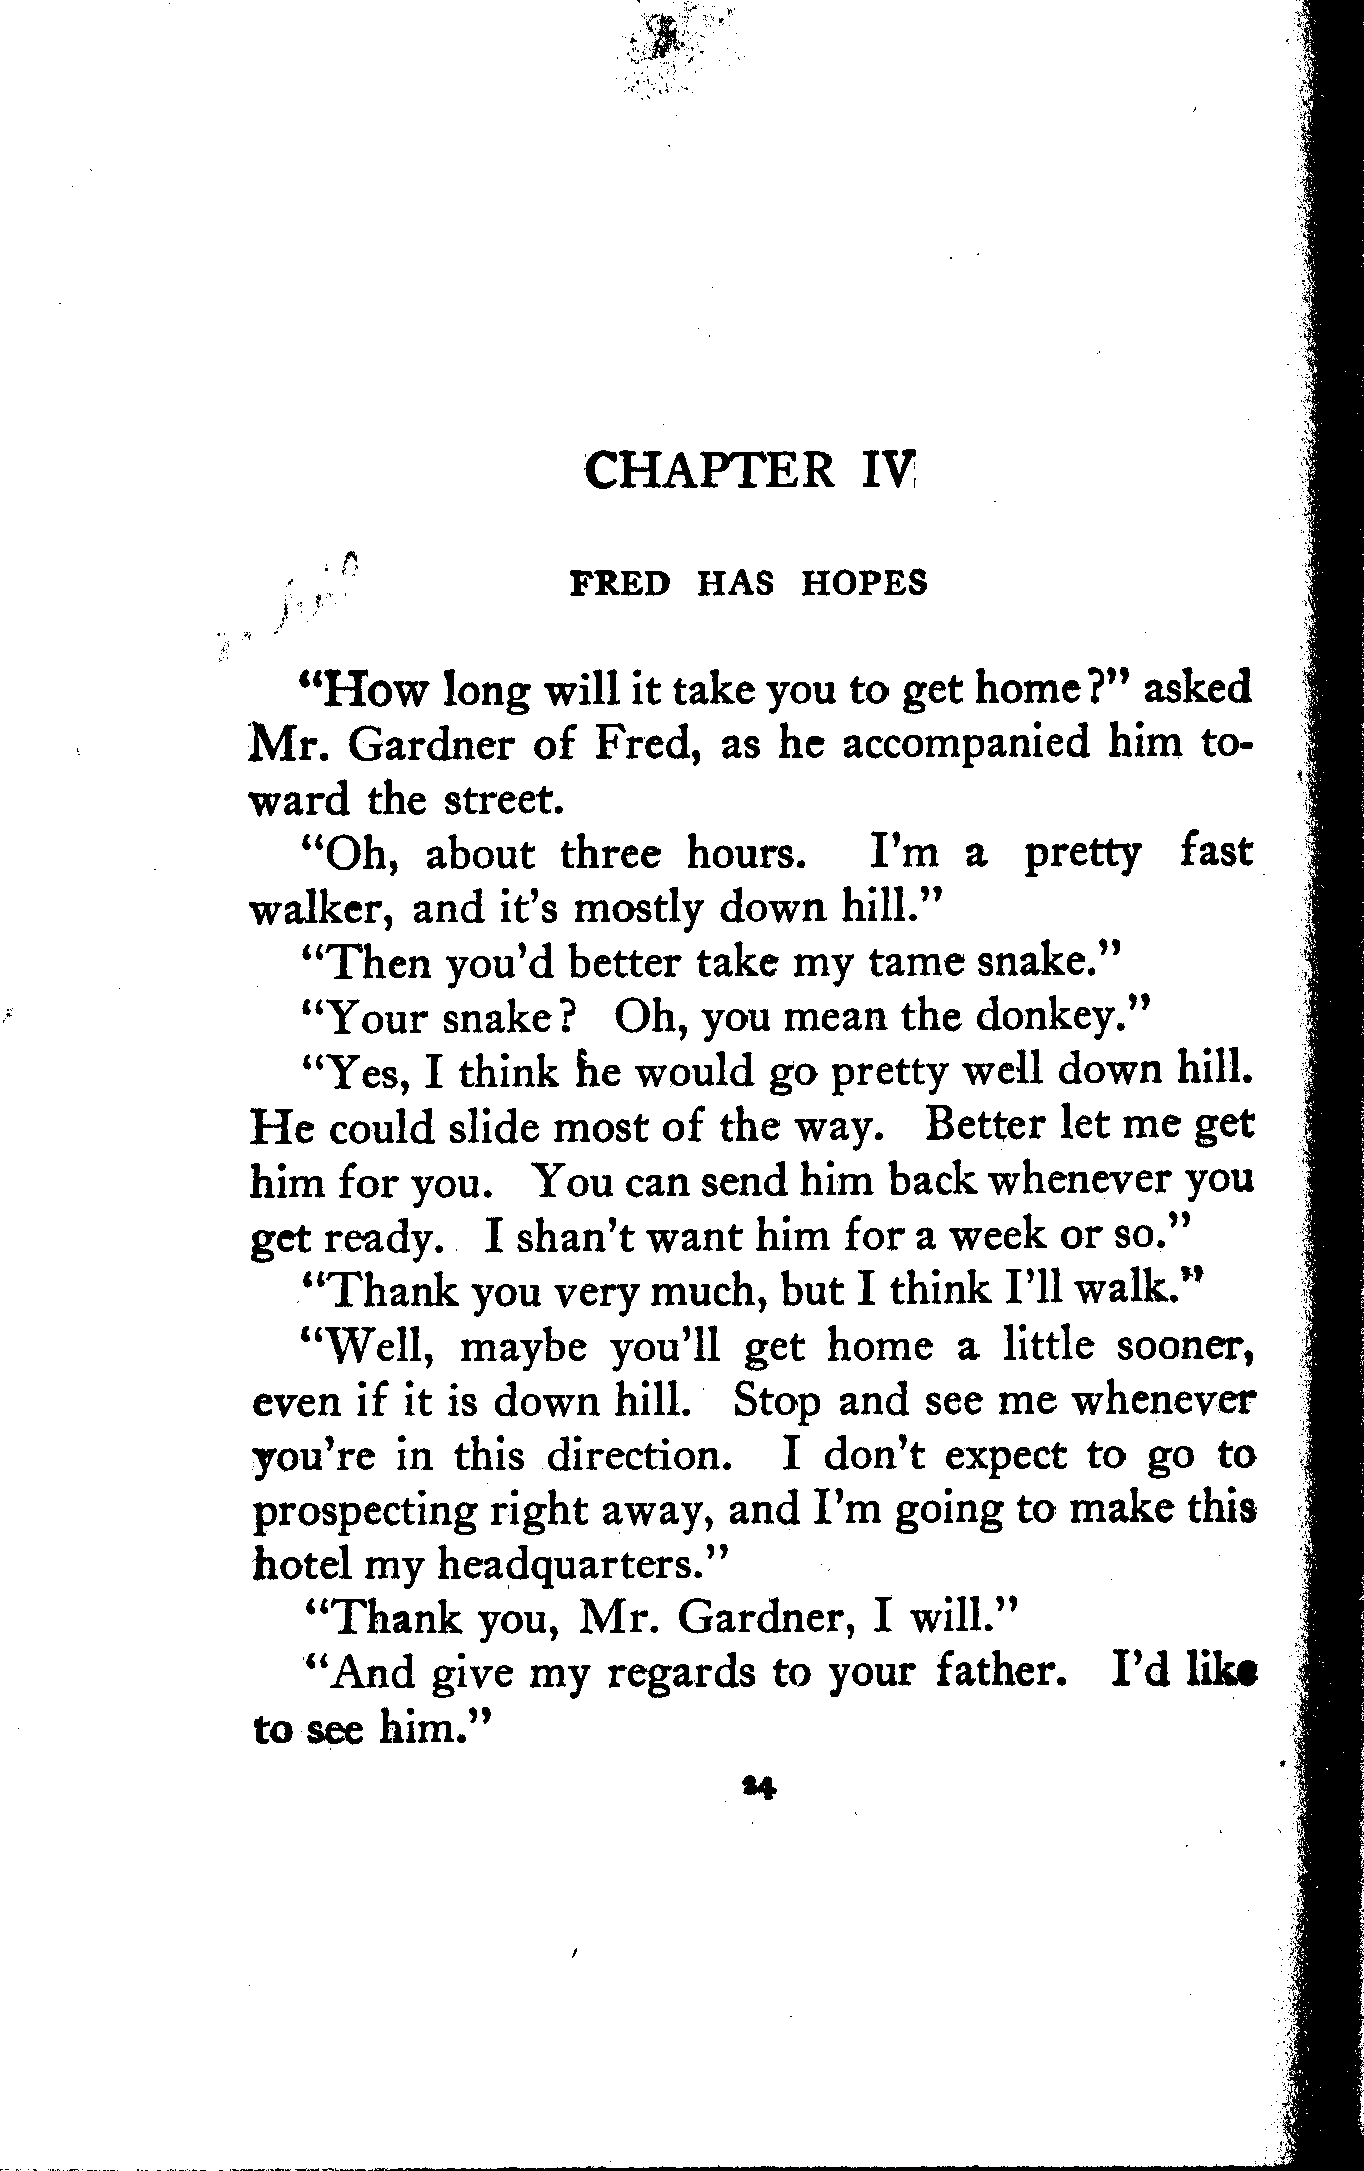 CHAPTER IV
FRED HAS HOPES
“How long will it take you to get home?” asked
Mr. Gardner of Fred, as he accompanied him to-
ward the street.
“Oh, about three hours. I’m a pretty fast
walker, and it’s mostly down hill.”
“Then you’d better take my tame snake.”
“Your snake? Oh, you mean the donkey.”
“Yes, I think he would go pretty well down hill.
He could slide most of the way. Better let me get
him for you. You can send him back whenever you
get ready. I shan’t want him for a week or so.”
“Thank you very much, but I think I’ll walk.”
“Well, maybe you’ll get home a little sooner,
even if it is down hill. Stop and see me whenever
you’re in this direction. I don’t expect to go to
prospecting right away, and I’m going to make this
hotel my headquarters.”
“Thank you, Mr. Gardner, I will.”
“And give my regards to your father. I’d like
to see him.”
24